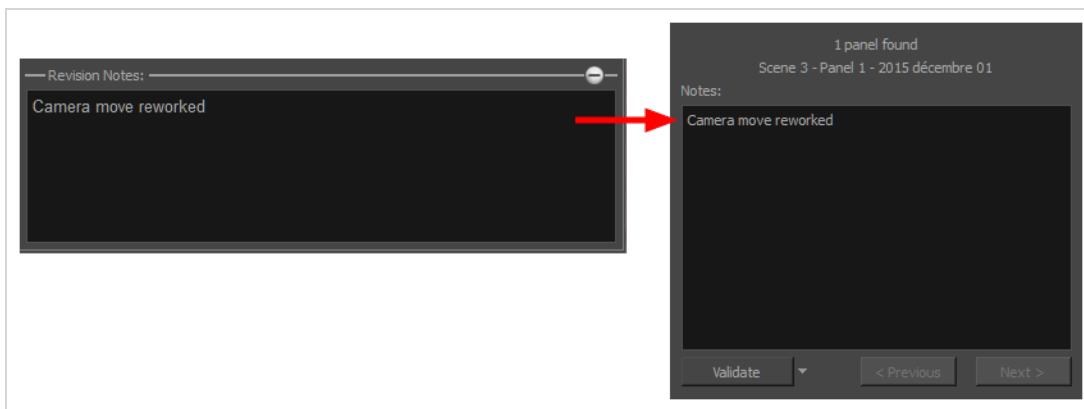 Revision Notes:
Camera move reworked
1 panel found
Scene 3 - Panel 1 - 2015 décembre 01
Notes:
Camera move reworked
Validate
< Previous
Next >